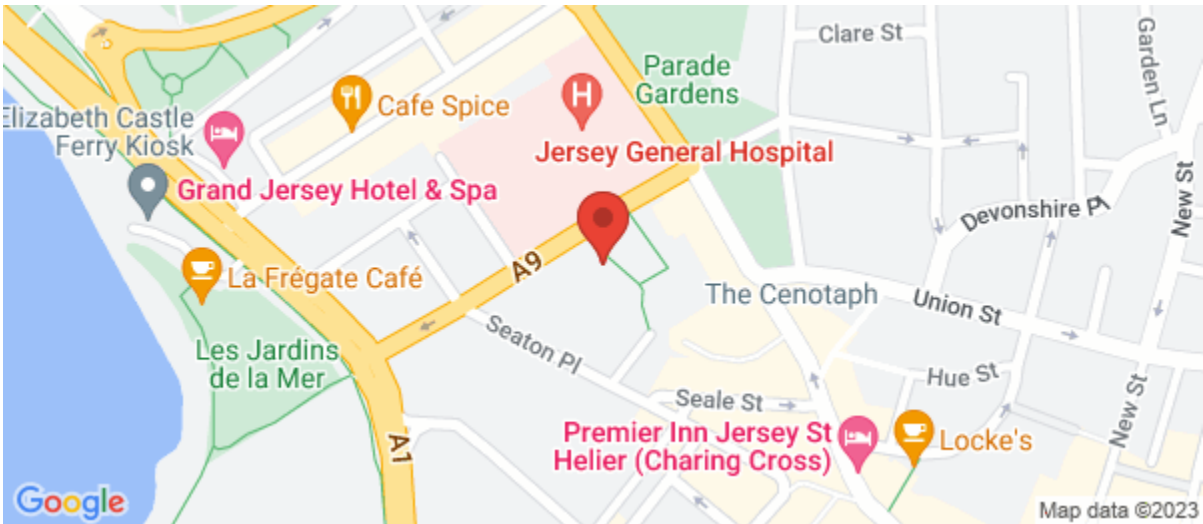 Clare St
Garden Ln
Parade
Gardens
Cafe Spice
H
Elizabeth Castle
Ferry Kiosk
Jersey General Hospital
Grand Jersey Hotel & Spa
New St
Devonshire Pl
A9
La Frégate Café
The Cenotaph
Union St
Seaton Pl
Les Jardins
de la Mer
Hue St
Seale St
New St
A1
Premier Inn Jersey St
Helier (Charing Cross)
Locke's
Google
Map data ©2023